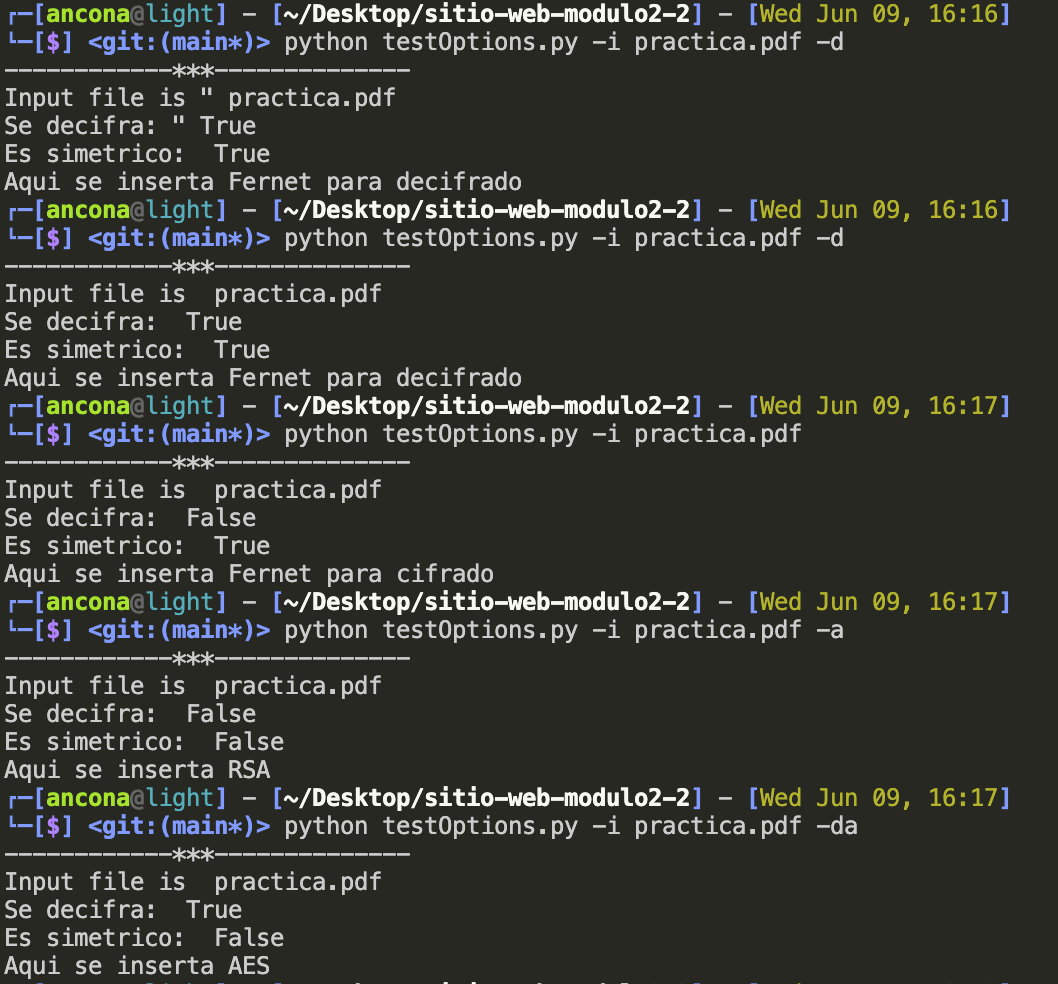 ┌─[ancona@light] – [~/Desktop/sitio-web-modulo2-2] – [Wed Jun 09, 16:16]
└─[$] <git:(main*)> python testOptions.py -i practica.pdf -d
------------***--------------
Input file is " practica.pdf
Se decifra: " True
Es simetrico:  True
Aqui se inserta Fernet para decifrado
┌─[ancona@light] – [~/Desktop/sitio-web-modulo2-2] – [Wed Jun 09, 16:16]
└─[$] <git:(main*)> python testOptions.py -i practica.pdf -d
------------***--------------
Input file is  practica.pdf
Se decifra:  True
Es simetrico:  True
Aqui se inserta Fernet para decifrado
┌─[ancona@light] – [~/Desktop/sitio-web-modulo2-2] – [Wed Jun 09, 16:17]
└─[$] <git:(main*)> python testOptions.py -i practica.pdf
------------***--------------
Input file is  practica.pdf
Se decifra:  False
Es simetrico:  True
Aqui se inserta Fernet para cifrado
┌─[ancona@light] – [~/Desktop/sitio-web-modulo2-2] – [Wed Jun 09, 16:17]
└─[$] <git:(main*)> python testOptions.py -i practica.pdf -a
------------***--------------
Input file is  practica.pdf
Se decifra:  False
Es simetrico:  False
Aqui se inserta RSA
┌─[ancona@light] – [~/Desktop/sitio-web-modulo2-2] – [Wed Jun 09, 16:17]
└─[$] <git:(main*)> python testOptions.py -i practica.pdf -da
------------***--------------
Input file is  practica.pdf
Se decifra:  True
Es simetrico:  False
Aqui se inserta AES